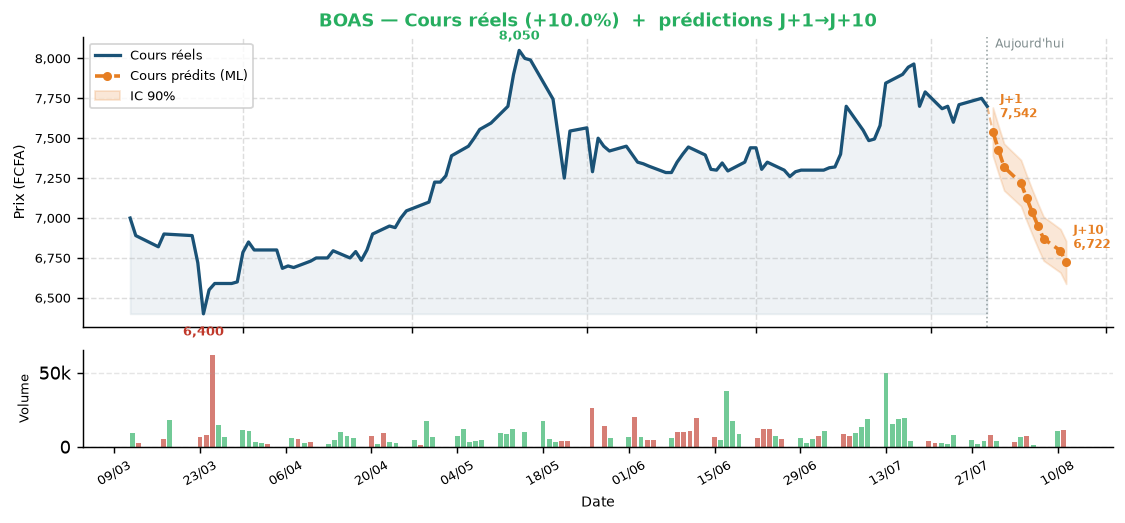 BOAS — Cours réels (+10.0%) + prédictions J+1→J+10
8,050
Aujourd'hui
Cours réels
Cours prédits (ML)
IC 90%
J+1
7,542
J+10
6,722
6,400
Prix (FCFA)
8,000
7,750
7,500
7,250
7,000
6,750
6,500
Volume
50k
0
09/03
23/03
06/04
20/04
04/05
18/05
01/06
15/06
29/06
13/07
27/07
10/08
Date